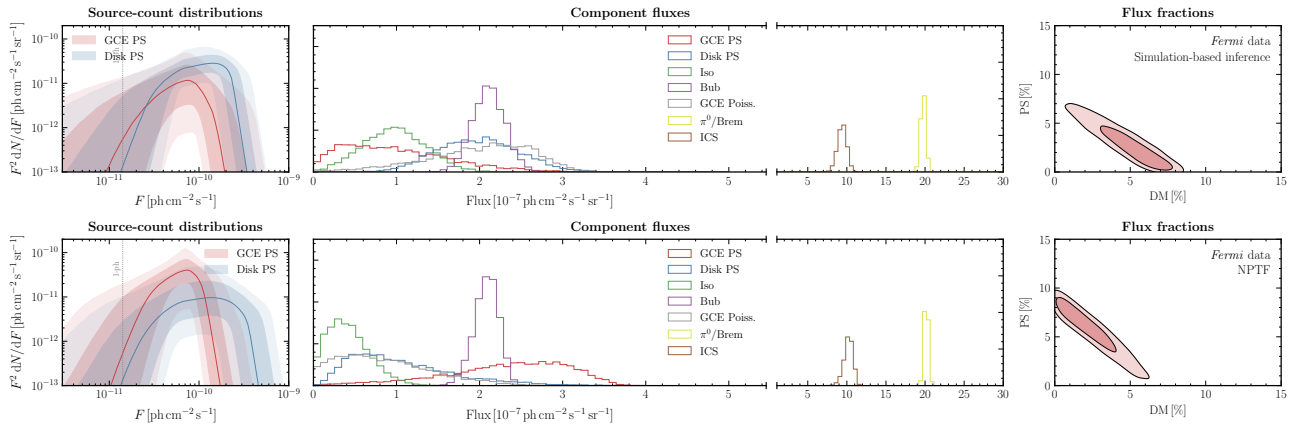 Source-count distributions
Component fluxes
Flux fractions
F² dN/dF [ph cm⁻² s⁻¹ sr⁻¹]
10⁻¹⁰
10⁻¹¹
10⁻¹²
10⁻¹³
GCE PS
Disk PS
1-ph
10⁻¹¹ 10⁻¹⁰ 10⁻⁹
F [ph cm⁻² s⁻¹]
GCE PS
Disk PS
Iso
Bub
GCE Poiss.
π⁰/Brem
ICS
0 1 2 3 4 5
5 10 15 20 25 30
Flux [10⁻⁷ ph cm⁻² s⁻¹ sr⁻¹]
PS [%]
15
10
5
0
Fermi data
Simulation-based inference
0 5 10 15
DM [%]
Source-count distributions
Component fluxes
Flux fractions
F² dN/dF [ph cm⁻² s⁻¹ sr⁻¹]
10⁻¹⁰
10⁻¹¹
10⁻¹²
10⁻¹³
GCE PS
Disk PS
1-ph
10⁻¹¹ 10⁻¹⁰ 10⁻⁹
F [ph cm⁻² s⁻¹]
GCE PS
Disk PS
Iso
Bub
GCE Poiss.
π⁰/Brem
ICS
0 1 2 3 4 5
5 10 15 20 25 30
Flux [10⁻⁷ ph cm⁻² s⁻¹ sr⁻¹]
PS [%]
15
10
5
0
Fermi data
NPTF
0 5 10 15
DM [%]